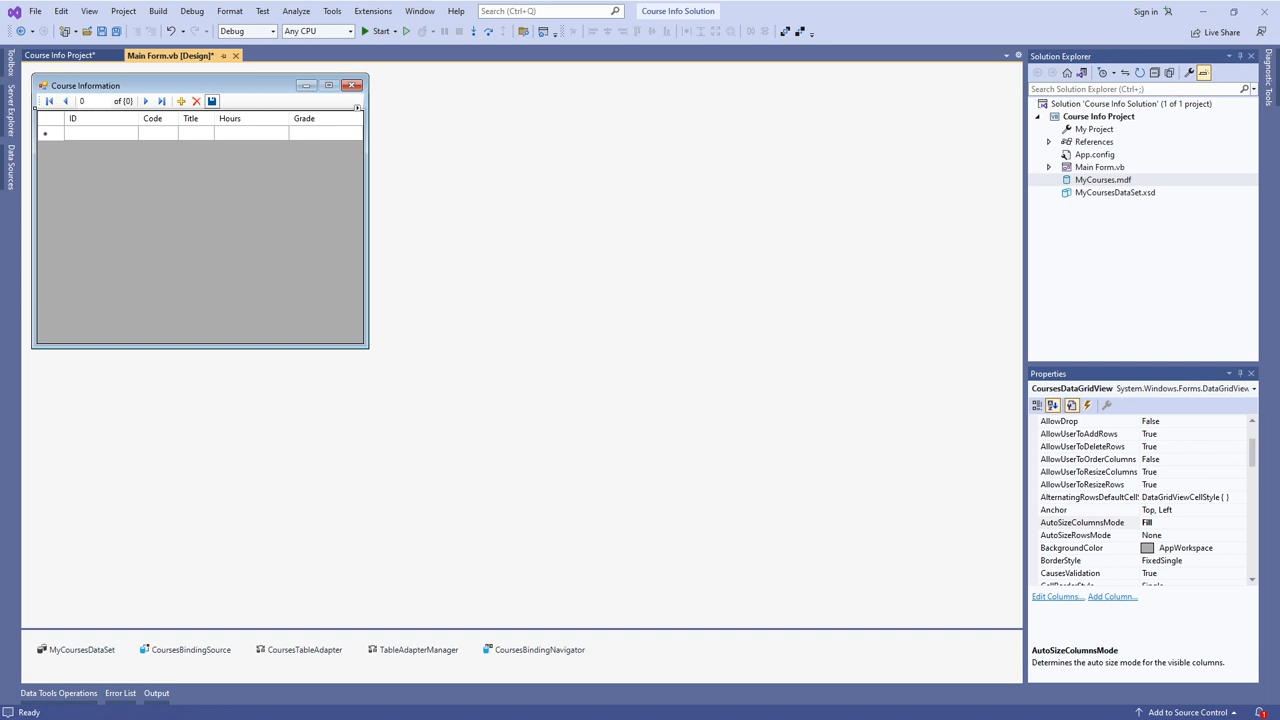 File Edit View Project Build Debug Format Test Analyze Tools Extensions Window Help Search (Ctrl+Q) Course Info Solution Sign in
Debug Any CPU Start Live Share
Course Info Project* Main Form.vb [Design]*
Toolbox
Server Explorer
Data Sources
Course Information
0 of {0}
ID Code Title Hours Grade
MyCoursesDataSet CoursesBindingSource CoursesTableAdapter TableAdapterManager CoursesBindingNavigator
Solution Explorer
Search Solution Explorer (Ctrl+;)
Solution 'Course Info Solution' (1 of 1 project)
Course Info Project
My Project
References
App.config
Main Form.vb
MyCourses.mdf
MyCoursesDataSet.xsd
Diagnostic Tools
Properties
CoursesDataGridView System.Windows.Forms.DataGridView
AllowDrop False
AllowUserToAddRows True
AllowUserToDeleteRows True
AllowUserToOrderColumns False
AllowUserToResizeColumns True
AllowUserToResizeRows True
AlternatingRowsDefaultCellS DataGridViewCellStyle { }
Anchor Top, Left
AutoSizeColumnsMode Fill
AutoSizeRowsMode None
BackgroundColor AppWorkspace
BorderStyle FixedSingle
CausesValidation True
Edit Columns... Add Column...
AutoSizeColumnsMode
Determines the auto size mode for the visible columns.
Data Tools Operations Error List Output
Ready Add to Source Control 1